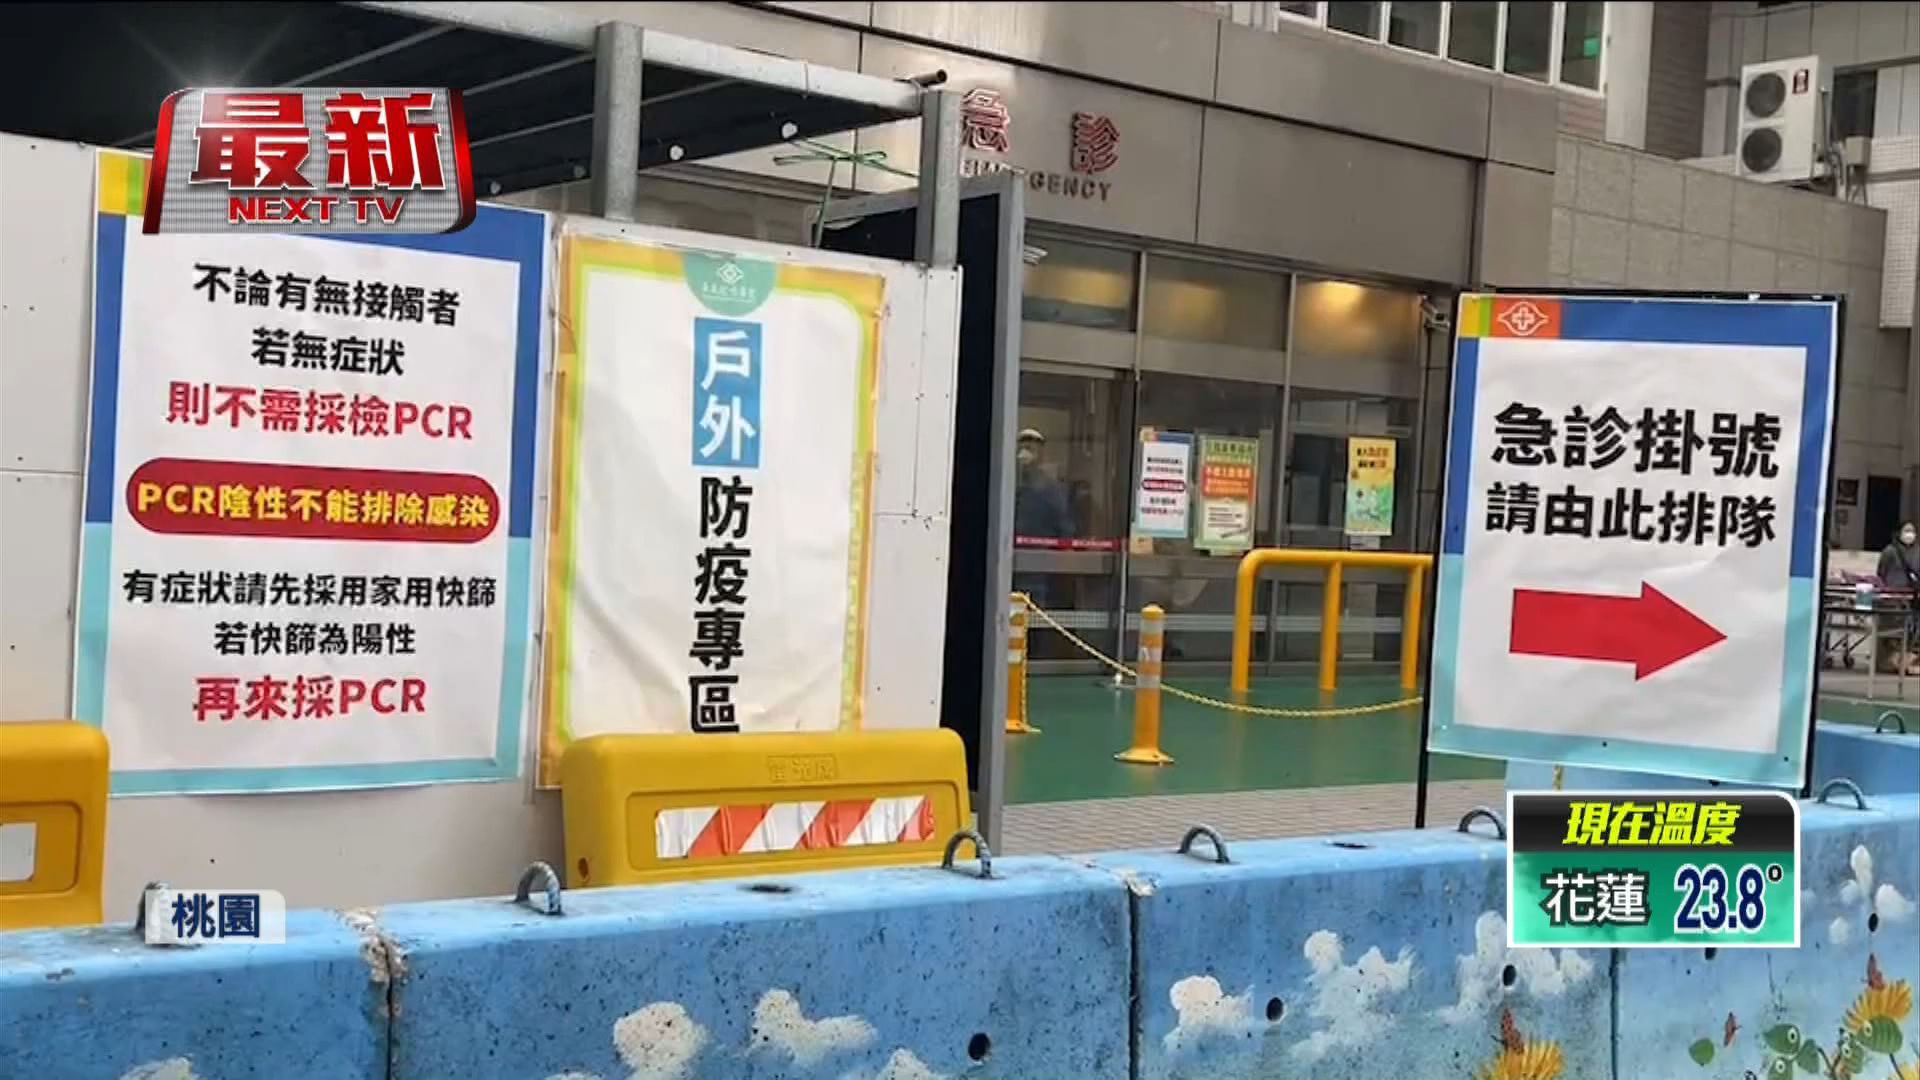 最新
NEXT TV
不論有無接觸者
若無症狀
則不需採檢PCR
PCR陰性不能排除感染
有症狀請先採用家用快篩
若快篩為陽性
再來採PCR
戶外防疫專區
急診
EMERGENCY
急診掛號
請由此排隊
桃園
現在溫度
花蓮 23.8°